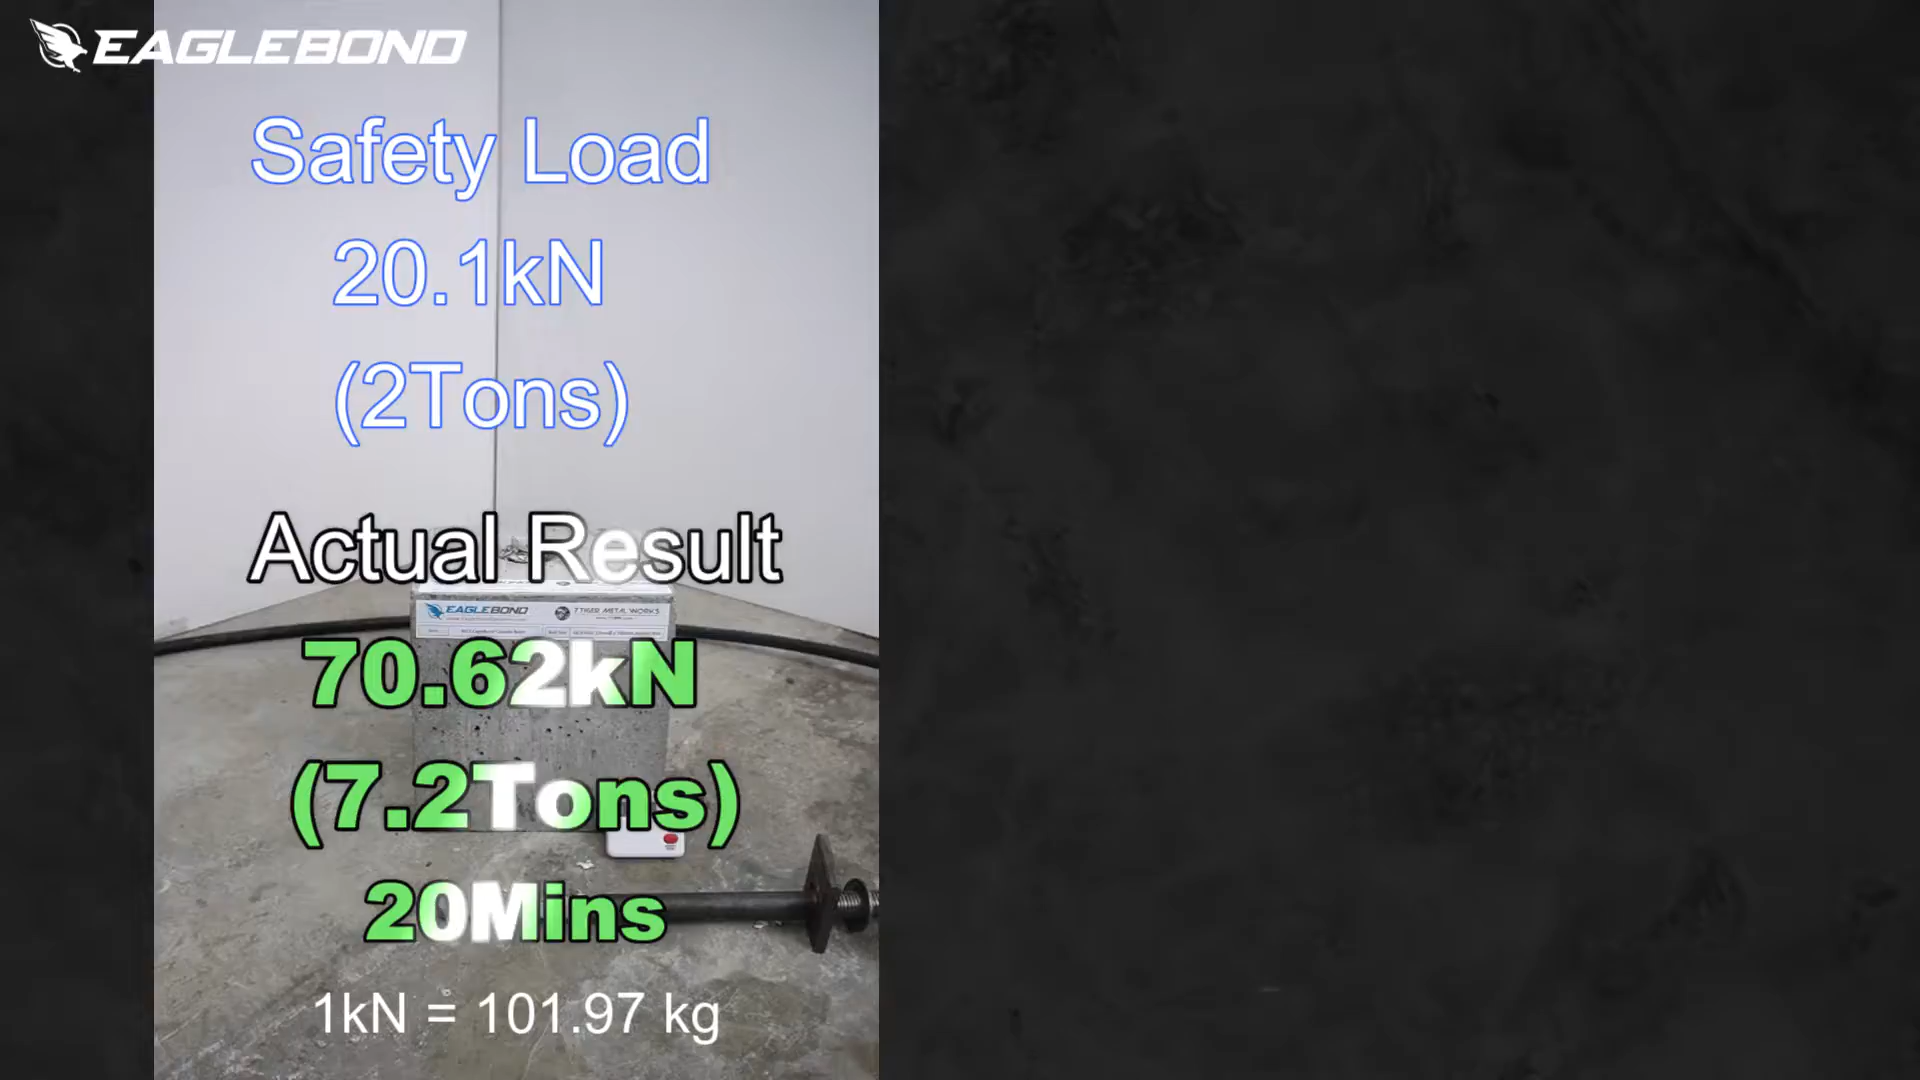 EAGLEBOND
Safety Load
20.1kN
(2Tons)
Actual Result
EAGLEBOND
TTIGER METAL WORKS
70.62kN
(7.2Tons)
20Mins
1kN = 101.97 kg